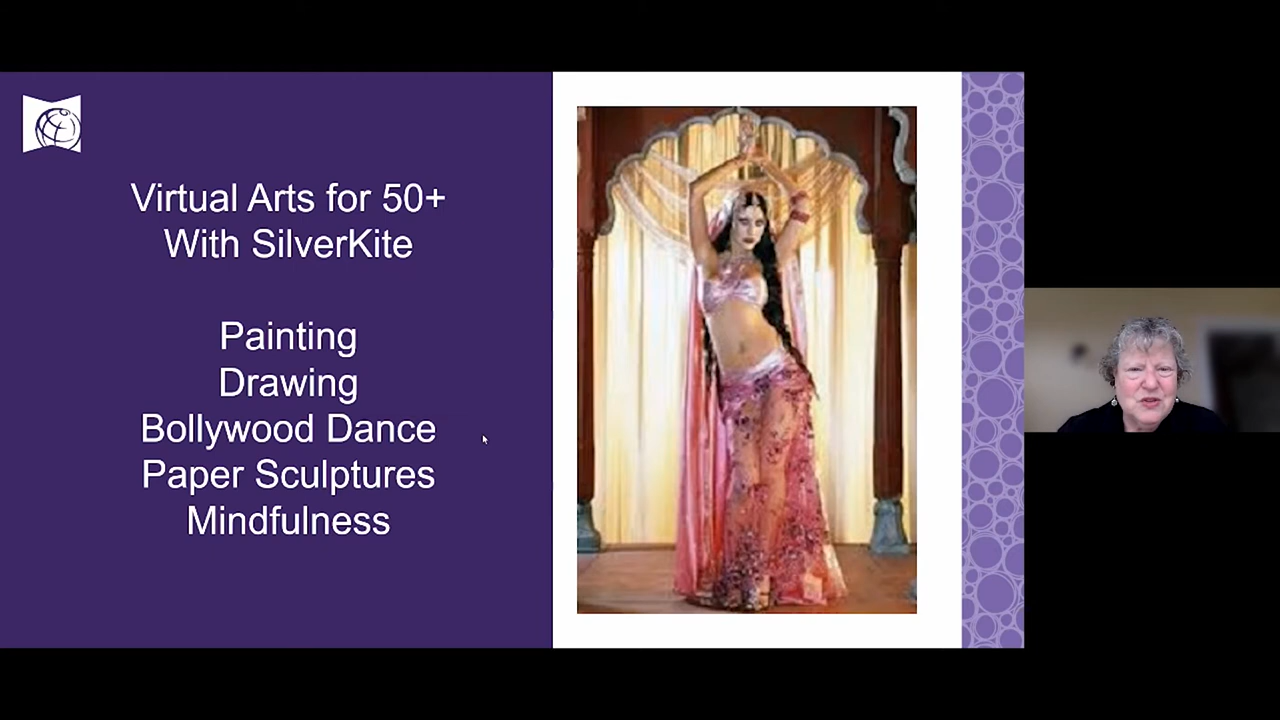 Virtual Arts for 50+
With SilverKite
Painting
Drawing
Bollywood Dance
Paper Sculptures
Mindfulness